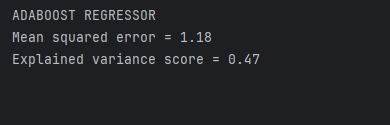 ADABOOST REGRESSOR
Mean squared error = 1.18
Explained variance score = 0.47